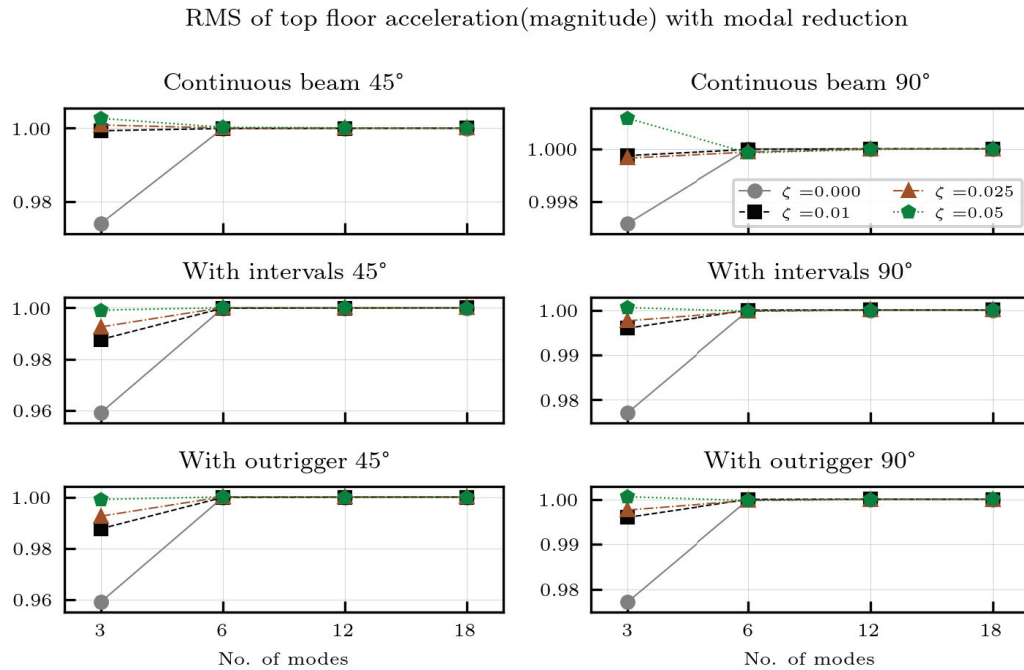 RMS of top floor acceleration(magnitude) with modal reduction
Continuous beam 45°
1.00
0.98
Continuous beam 90°
1.000
0.998
ζ =0.000
ζ =0.01
ζ =0.025
ζ =0.05
With intervals 45°
1.00
0.98
0.96
With intervals 90°
1.00
0.99
0.98
With outrigger 45°
1.00
0.98
0.96
3 6 12 18
No. of modes
With outrigger 90°
1.00
0.99
0.98
3 6 12 18
No. of modes